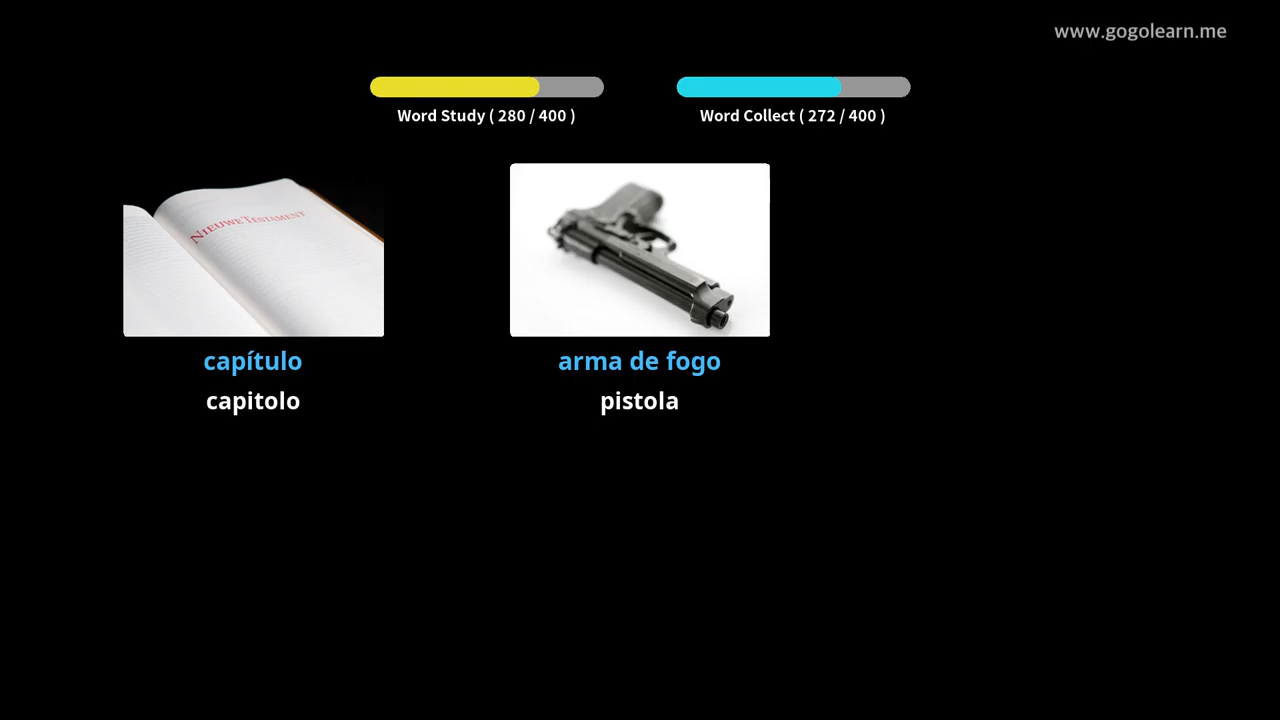 www.gogolearn.me
Word Study ( 280 / 400 )
Word Collect ( 272 / 400 )
NIEUWE TESTAMENT
capítulo
capitolo
arma de fogo
pistola